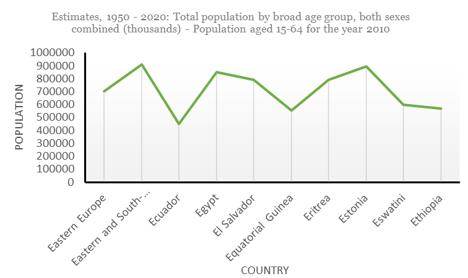 Estimates, 1950 - 2020: Total population by broad age group, both sexes
combined (thousands) - Population aged 15-64 for the year 2010
1000000
900000
800000
700000
600000
500000
400000
300000
200000
100000
0
POPULATION
Eastern Europe
Eastern and South-...
Ecuador
Egypt
El Salvador
Equatorial Guinea
Eritrea
Estonia
Eswatini
Ethiopia
COUNTRY